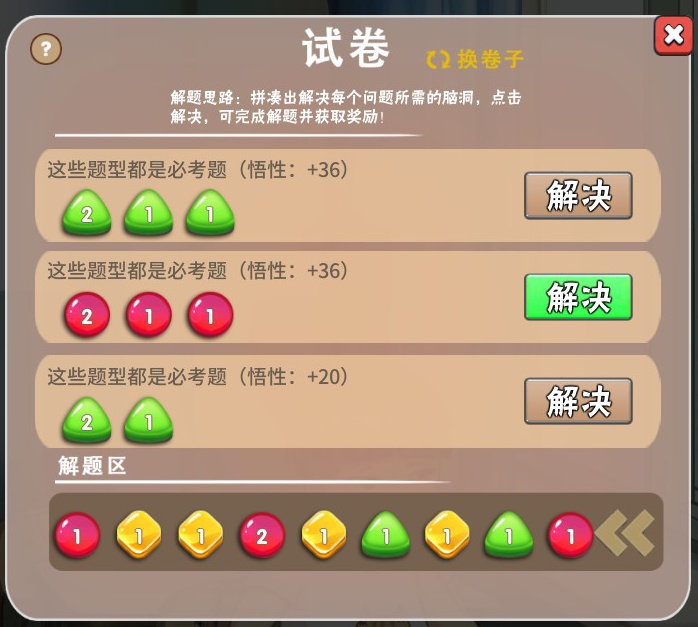 ?
试卷
换卷子
解题思路：拼凑出解决每个问题所需的脑洞，点击
解决，可完成解题并获取奖励！
这些题型都是必考题（悟性：+36）
2 1 1
解决
这些题型都是必考题（悟性：+36）
2 1 1
解决
这些题型都是必考题（悟性：+20）
2 1
解决
解题区
1 1 1 2 1 1 1 1 1